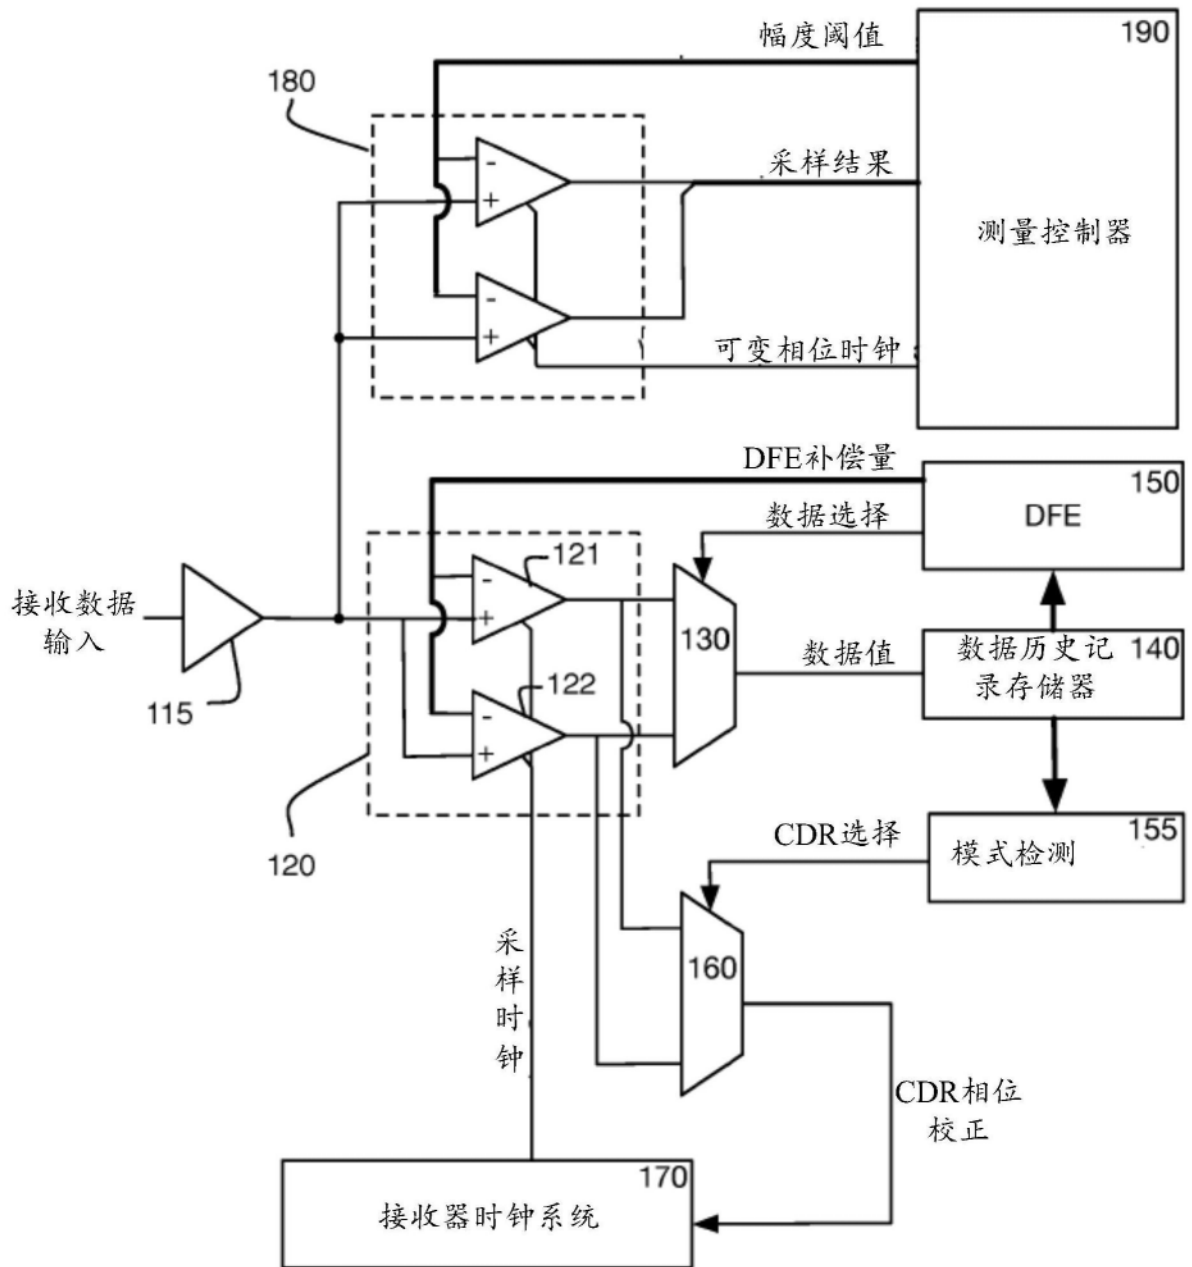 幅度阈值
190
180
-
+
采样结果
测量控制器
-
+
可变相位时钟
DFE补偿量
150
DFE
数据选择
121
-
+
接收数据
输入
130
数据值
数据历史记
录存储器
140
122
-
+
115
120
CDR选择
155
模式检测
采
样
时
钟
160
CDR相位
校正
170
接收器时钟系统